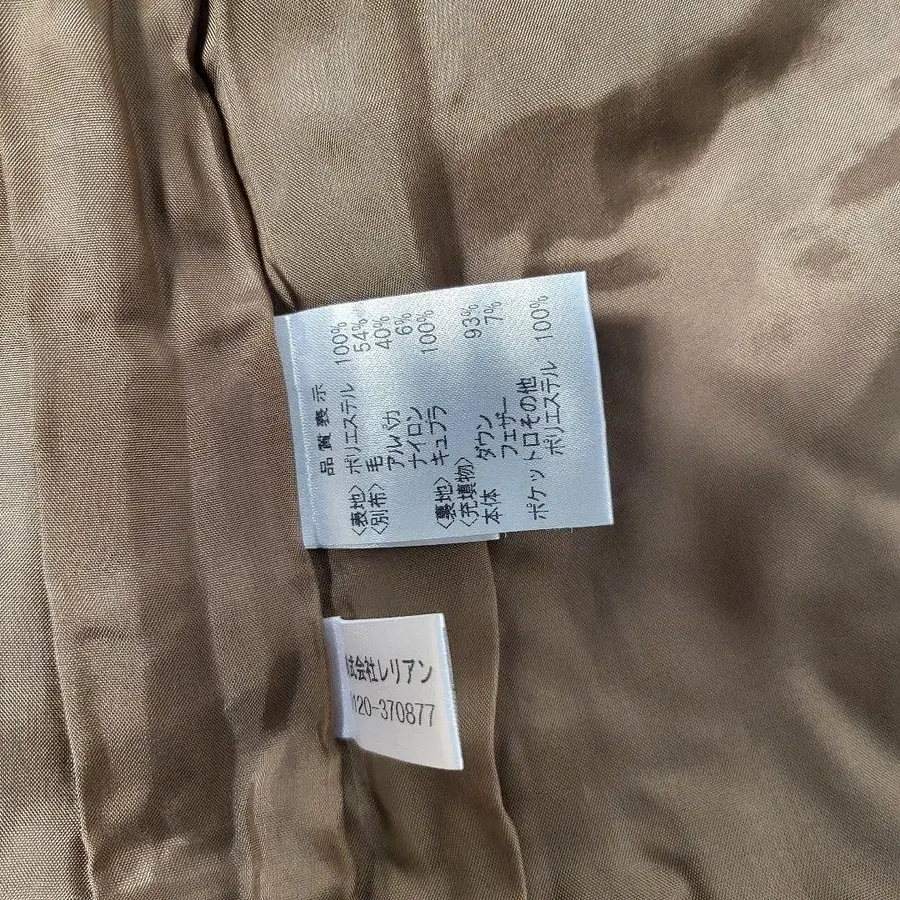 品質表示
〈表地〉 ポリエステル 100%
〈別布〉 毛 54%
アルパカ 40%
ナイロン 6%
〈裏地〉 キュプラ 100%
〈充填物〉
本体 ダウン 93%
フェザー 7%
ポケット口その他
ポリエステル 100%
式会社レリアン
120-370877